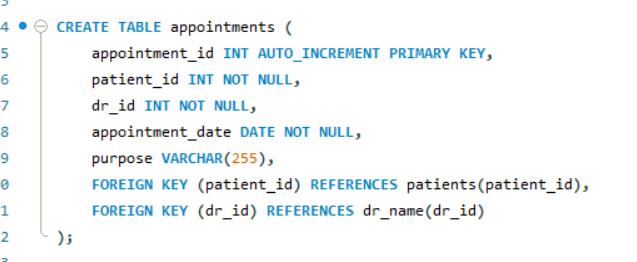 3
4 CREATE TABLE appointments (
5 appointment_id INT AUTO_INCREMENT PRIMARY KEY,
6 patient_id INT NOT NULL,
7 dr_id INT NOT NULL,
8 appointment_date DATE NOT NULL,
9 purpose VARCHAR(255),
0 FOREIGN KEY (patient_id) REFERENCES patients(patient_id),
1 FOREIGN KEY (dr_id) REFERENCES dr_name(dr_id)
2 );
3